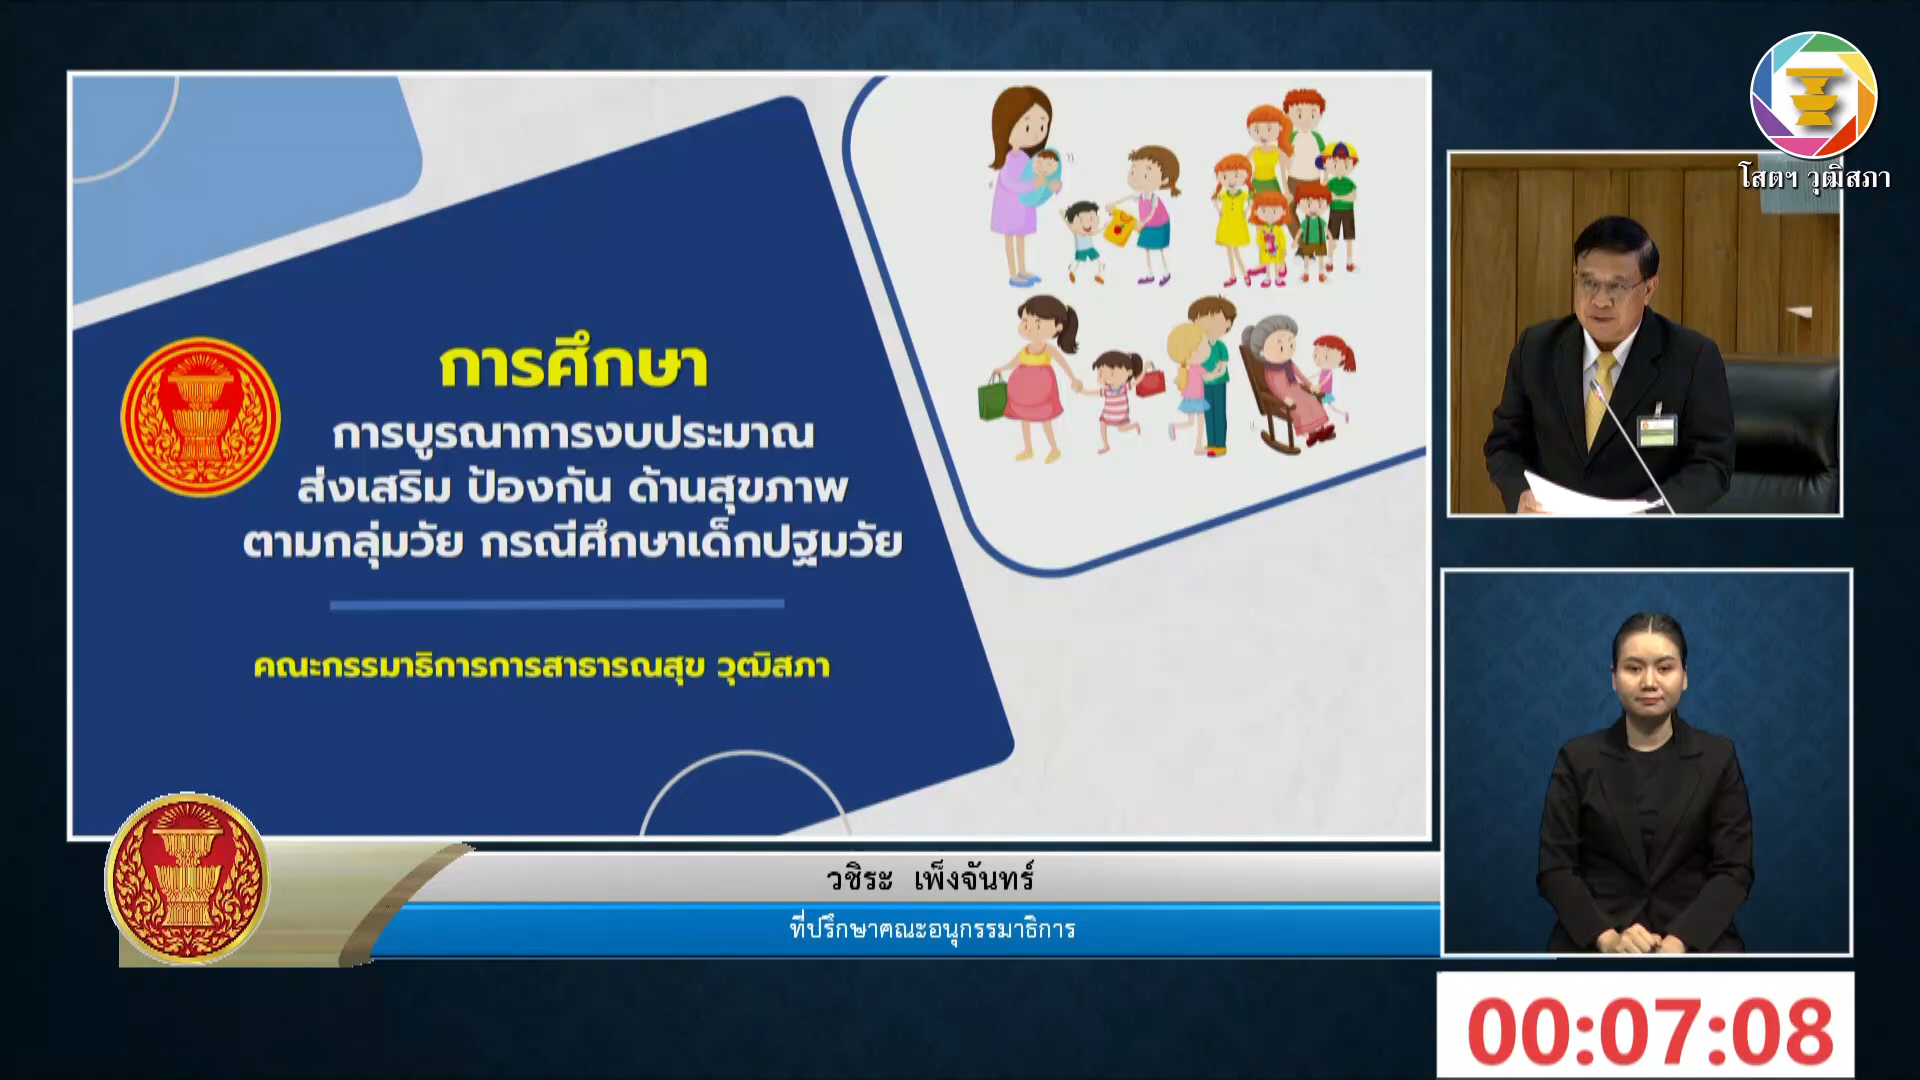 การศึกษา
การบูรณาการงบประมาณ
ส่งเสริม ป้องกัน ด้านสุขภาพ
ตามกลุ่มวัย กรณีศึกษาเด็กปฐมวัย
คณะกรรมาธิการการสาธารณสุข วุฒิสภา
โสตฯ วุฒิสภา
วชิระ เพ็งจันทร์
ที่ปรึกษาคณะอนุกรรมาธิการ
00:07:08